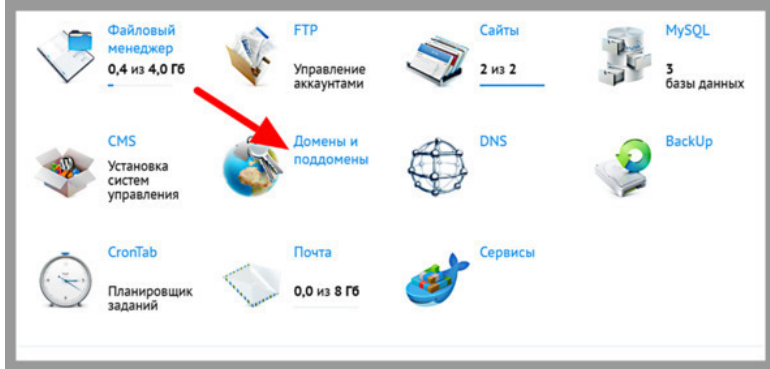 Файловый
менеджер
0,4 из 4,0 Гб
FTP
Управление
аккаунтами
Сайты
2 из 2
MySQL
3
базы данных
CMS
Установка
систем
управления
Домены и
поддомены
DNS
BackUp
CronTab
Планировщик
заданий
Почта
0,0 из 8 Гб
Сервисы